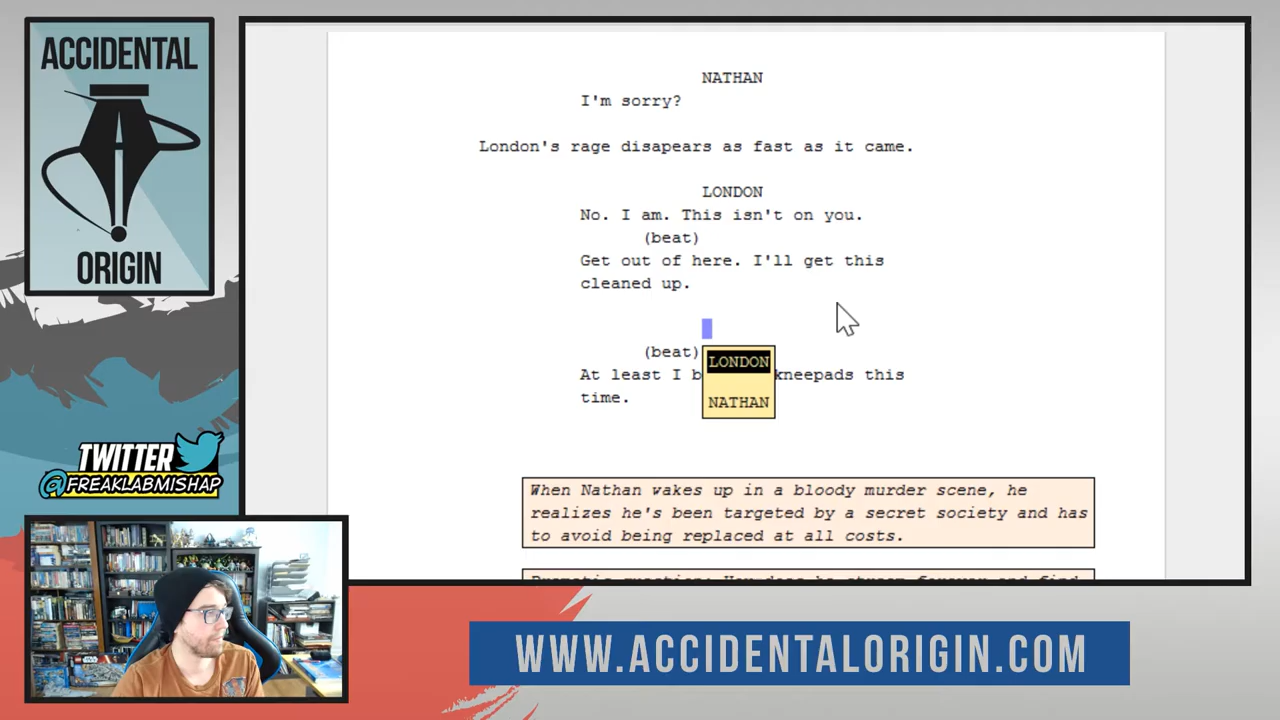 ACCIDENTAL
ORIGIN
NATHAN
I'm sorry?
London's rage disapears as fast as it came.
LONDON
No. I am. This isn't on you.
(beat)
Get out of here. I'll get this
cleaned up.
(beat)
LONDON
NATHAN
At least I b kneepads this
time.
When Nathan wakes up in a bloody murder scene, he
realizes he's been targeted by a secret society and has
to avoid being replaced at all costs.
TWITTER
@FREAKLABMISHAP
WWW.ACCIDENTALORIGIN.COM